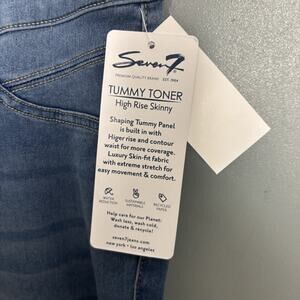 Seven7®
PREMIUM QUALITY BRAND EST. 1964
TUMMY TONER
High Rise Skinny
Shaping Tummy Panel
is built in with
Higer rise and contour
waist for more coverage.
Luxury Skin-fit fabric
with extreme stretch for
easy movement & comfort.
WATER
REDUCTION
SUSTAINABLE
MATERIALS
RECYCLED
PAPER
Help care for our Planet:
Wash less, wash cold,
donate & recycle!
seven7jeans.com
new york • los angeles